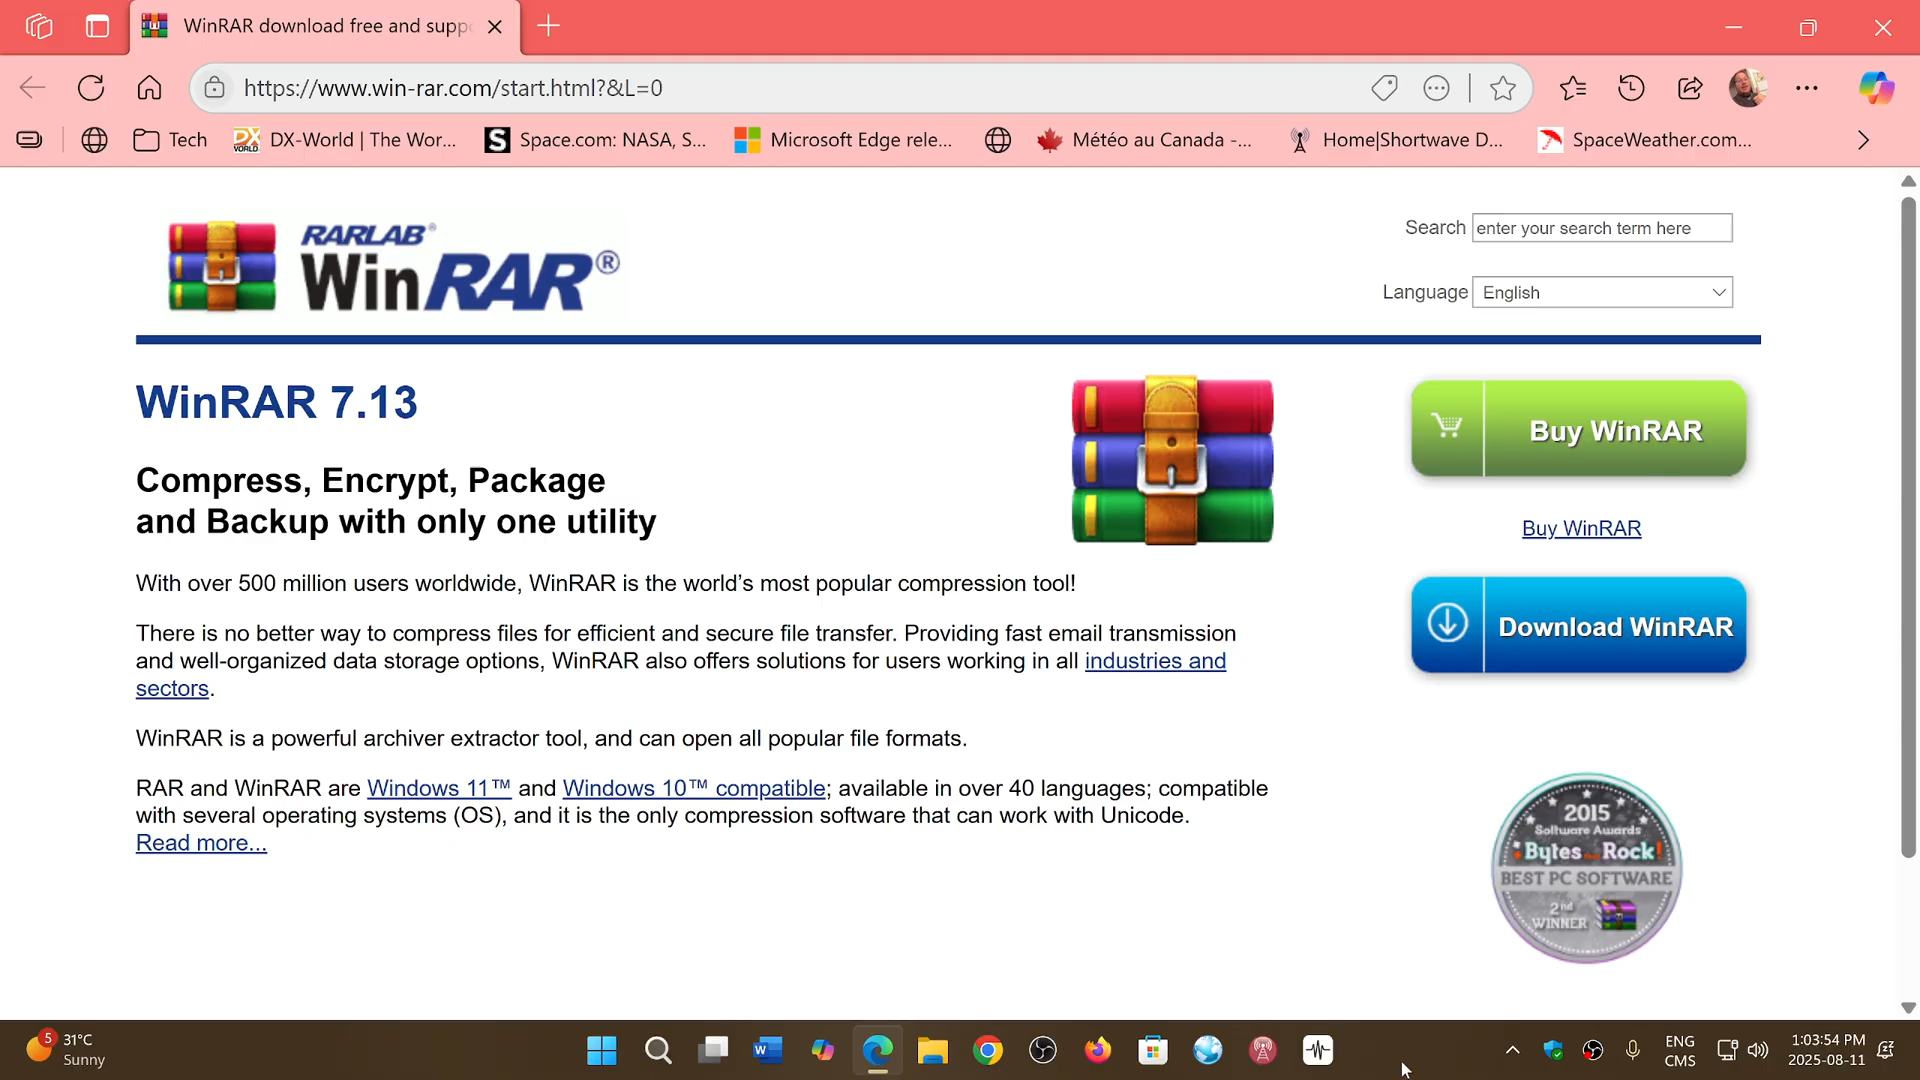 WinRAR download free and supp
https://www.win-rar.com/start.html?&L=0
Tech
DX-World | The Wor...
Space.com: NASA, S...
Microsoft Edge rele...
Météo au Canada -...
Home|Shortwave D...
SpaceWeather.com...
RARLAB®
WinRAR®
Search
enter your search term here
Language
English
WinRAR 7.13
Compress, Encrypt, Package
and Backup with only one utility
With over 500 million users worldwide, WinRAR is the world’s most popular compression tool!
There is no better way to compress files for efficient and secure file transfer. Providing fast email transmission
and well-organized data storage options, WinRAR also offers solutions for users working in all industries and
sectors.
WinRAR is a powerful archiver extractor tool, and can open all popular file formats.
RAR and WinRAR are Windows 11™ and Windows 10™ compatible; available in over 40 languages; compatible
with several operating systems (OS), and it is the only compression software that can work with Unicode.
Read more...
Buy WinRAR
Buy WinRAR
Download WinRAR
2015
Software Awards
Bytes Rock!
BEST PC SOFTWARE
2nd
WINNER
5
31°C
Sunny
ENG
CMS
1:03:54 PM
2025-08-11